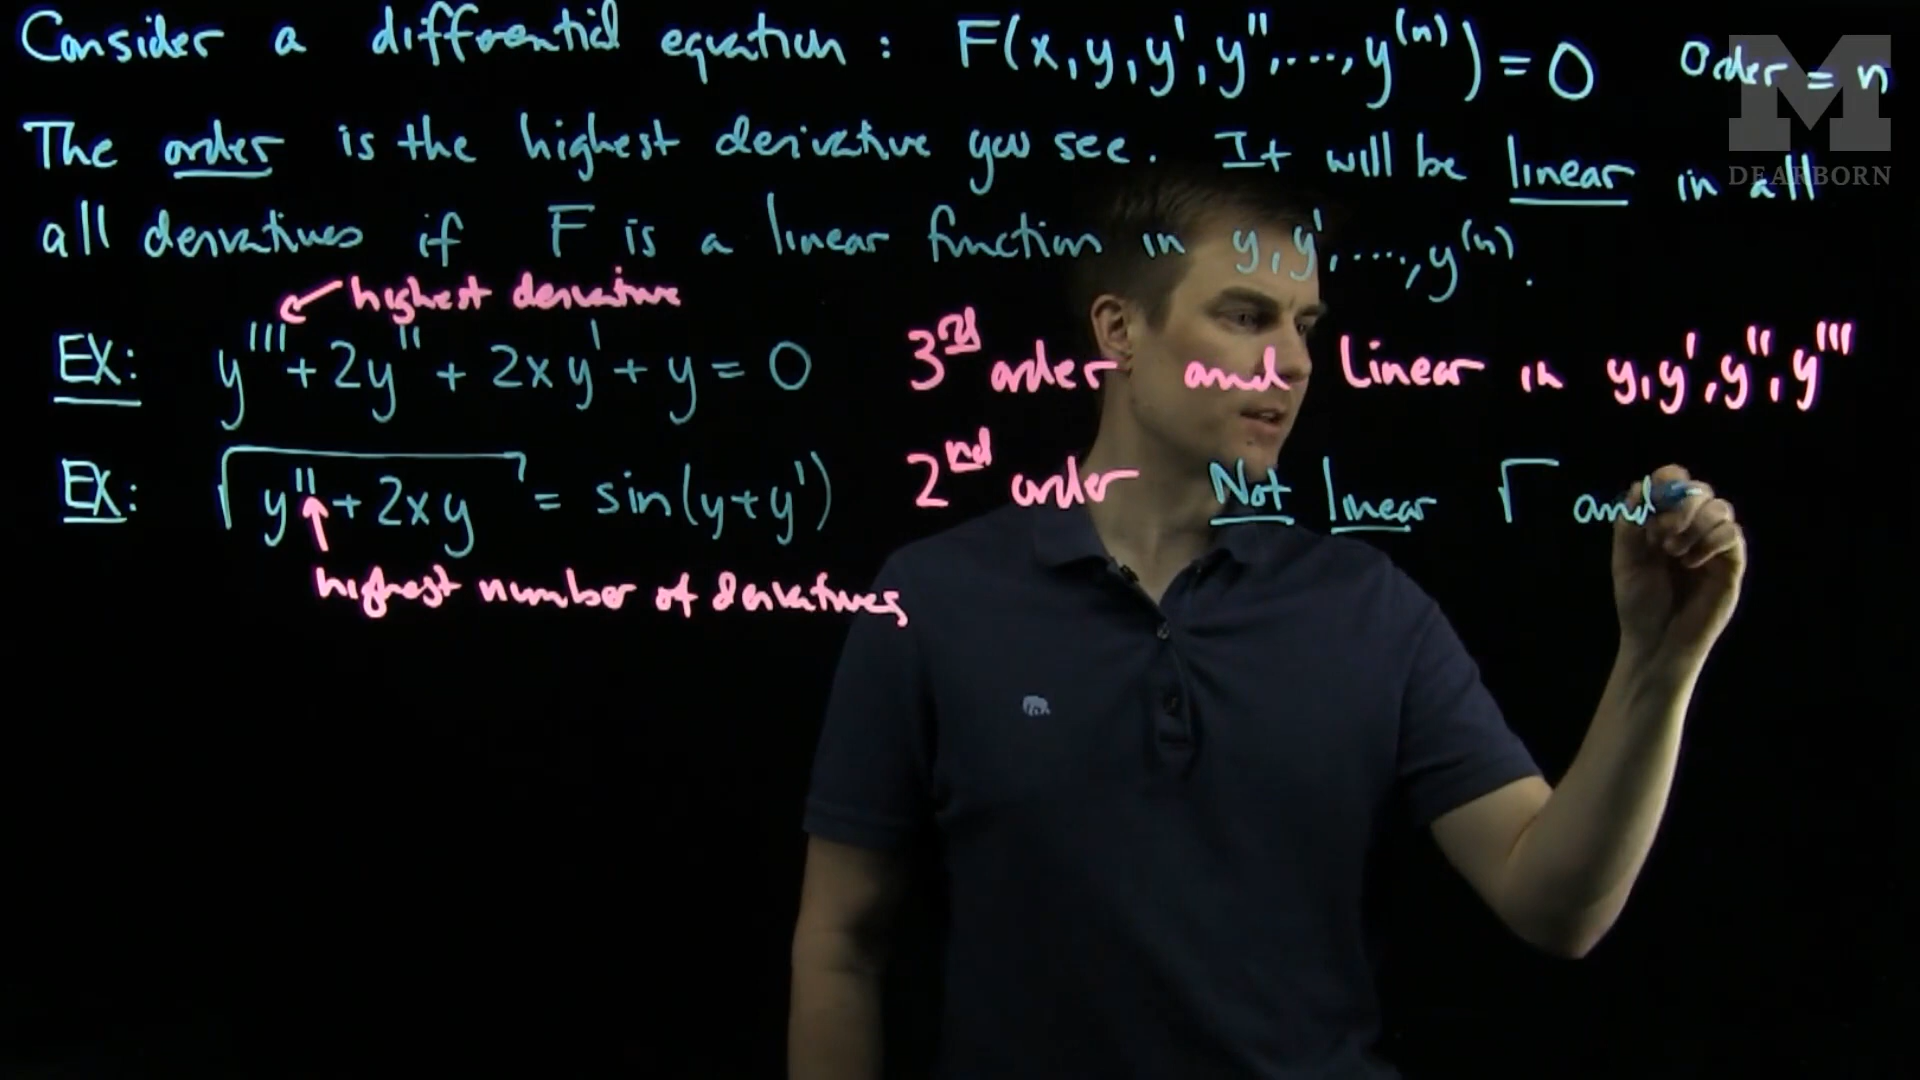 Consider a differential equation: F(x, y, y', y'', ..., y⁽ⁿ⁾) = 0 Order = n
The order is the highest derivative you see. It will be linear in all
all derivatives if F is a linear function in y, y', ...., y⁽ⁿ⁾.
highest derivative
EX: y''' + 2y'' + 2xy' + y = 0 3rd order and Linear in y, y', y'', y'''
EX: √(y'' + 2xy) = sin(y+y') 2nd order Not linear √ and
highest number of derivatives
M
DEARBORN